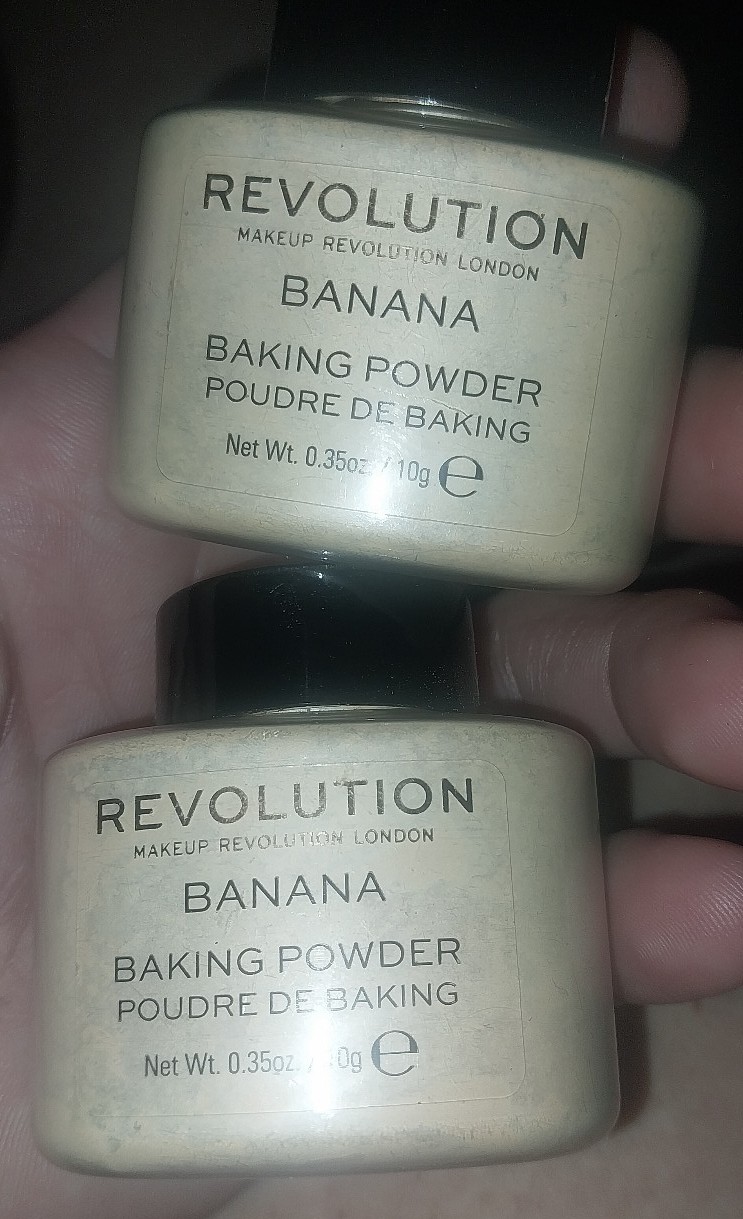 REVOLUTION
MAKEUP REVOLUTION LONDON
BANANA
BAKING POWDER
POUDRE DE BAKING
Net Wt. 0.35oz. / 10g ℮
REVOLUTION
MAKEUP REVOLUTION LONDON
BANANA
BAKING POWDER
POUDRE DE BAKING
Net Wt. 0.35oz. / 10g ℮